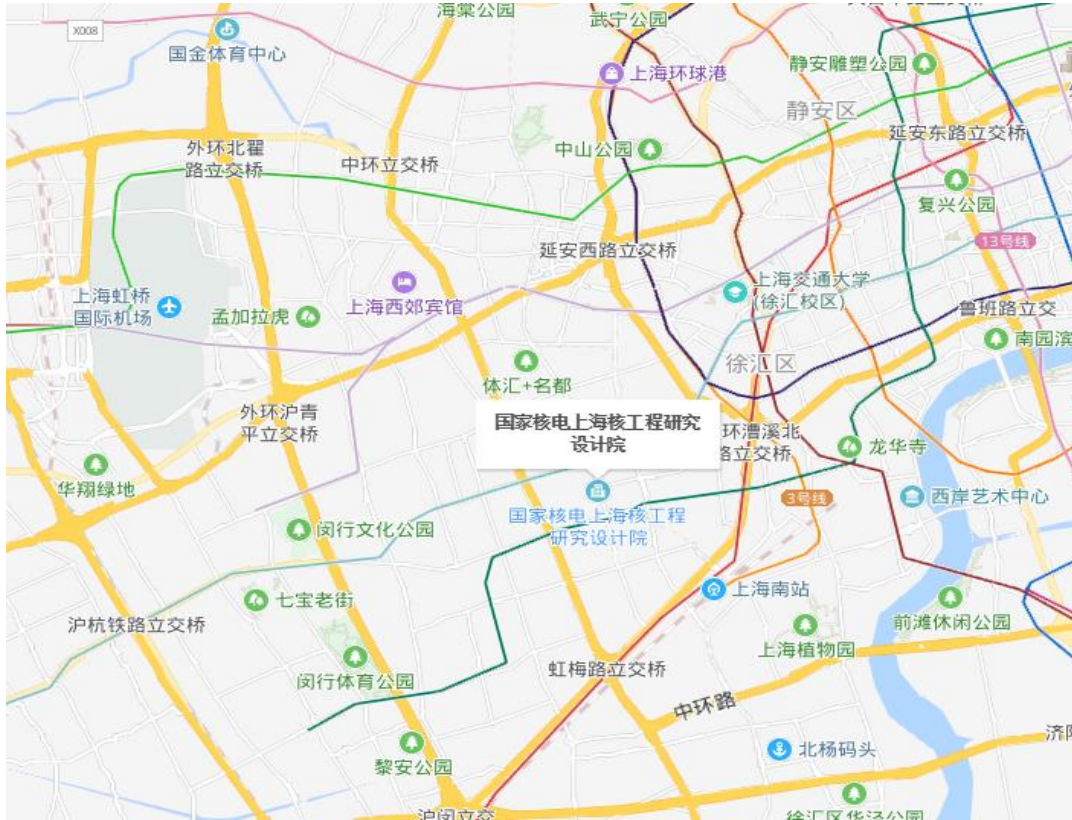 海棠公园
武宁公园
X008
国金体育中心
上海环球港
静安雕塑公园
静安区
延安东路立交桥
外环北翟
路立交桥
中环立交桥
中山公园
复兴公园
13号线
延安西路立交桥
上海交通大学
(徐汇校区)
上海虹桥
国际机场
孟加拉虎
上海西郊宾馆
鲁班路立交
南园滨
体汇+名都
徐汇区
外环沪青
平立交桥
国家核电上海核工程研究
设计院
环漕溪北
路立交桥
龙华寺
华翔绿地
国家核电上海核工程
研究设计院
3号线
西岸艺术中心
闵行文化公园
七宝老街
上海南站
前滩休闲公园
沪杭铁路立交桥
上海植物园
闵行体育公园
虹梅路立交桥
中环路
北杨码头
黎安公园
沪闵立交
徐汇区华泾公园